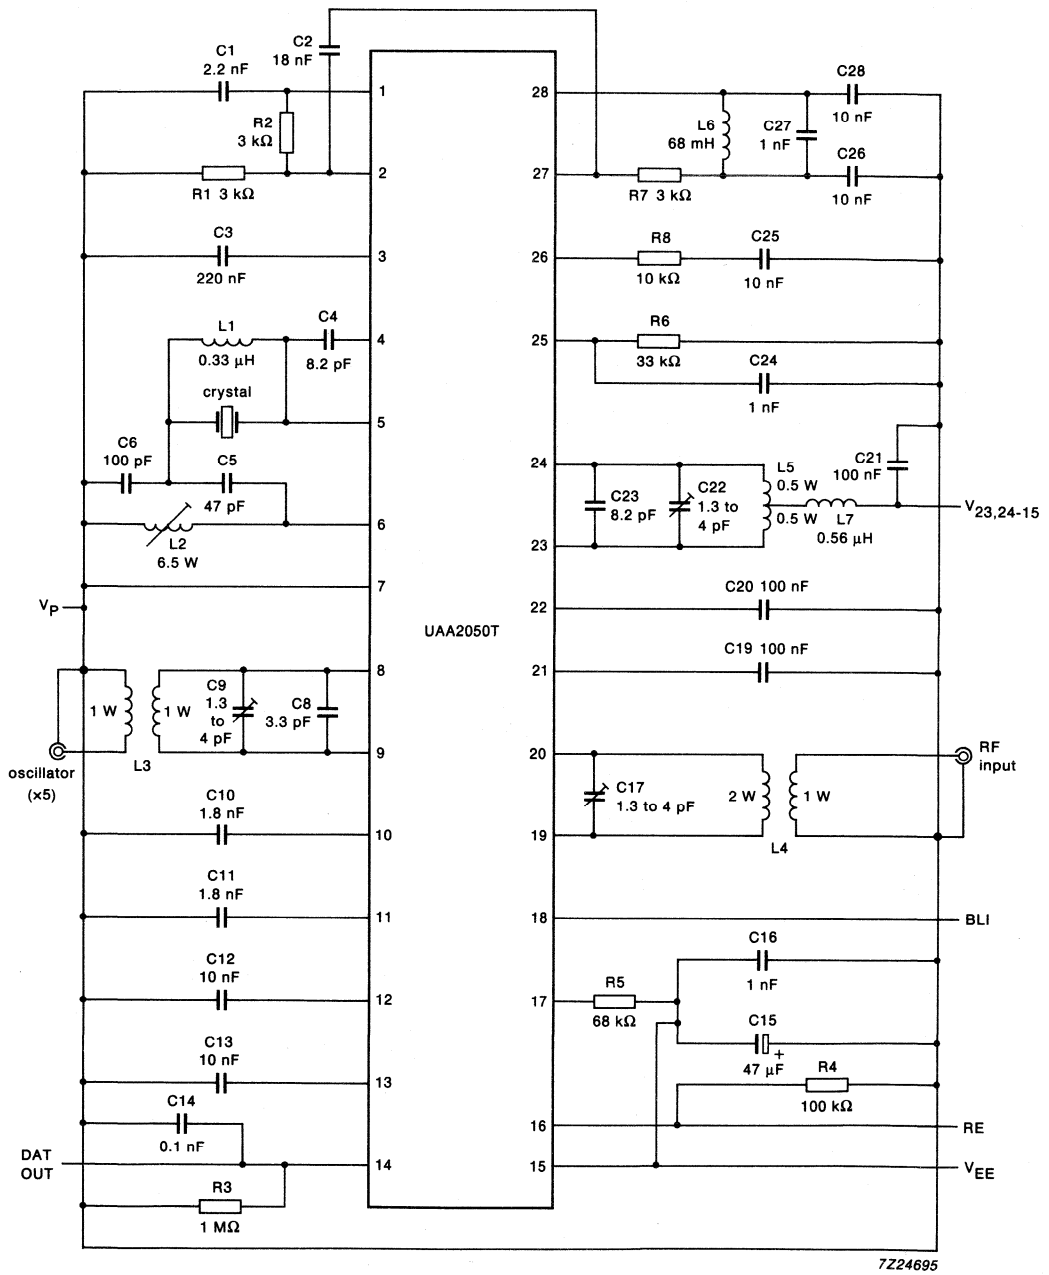 C1
2.2 nF
C2
18 nF
1
R2
3 kΩ
2
R1 3 kΩ
C3
220 nF
3
L1
0.33 μH
C4
8.2 pF
4
crystal
5
C6
100 pF
C5
47 pF
6
L2
6.5 W
7
VP
UAA2050T
8
1 W
1 W
C9
1.3
to
4 pF
C8
3.3 pF
9
L3
oscillator
(x5)
C10
1.8 nF
10
C11
1.8 nF
11
C12
10 nF
12
C13
10 nF
13
C14
0.1 nF
DAT
OUT
14
R3
1 MΩ
28
L6
68 mH
C27
1 nF
C28
10 nF
C26
10 nF
27
R7 3 kΩ
26
R8
10 kΩ
C25
10 nF
25
R6
33 kΩ
C24
1 nF
24
C23
8.2 pF
C22
1.3 to
4 pF
L5
0.5 W
0.5 W
C21
100 nF
L7
0.56 μH
V23,24-15
23
22
C20 100 nF
21
C19 100 nF
20
C17
1.3 to 4 pF
2 W
1 W
RF
input
19
L4
18
BLI
C16
1 nF
17
R5
68 kΩ
C15
+
47 μF
R4
100 kΩ
16
RE
15
VEE
7Z24695